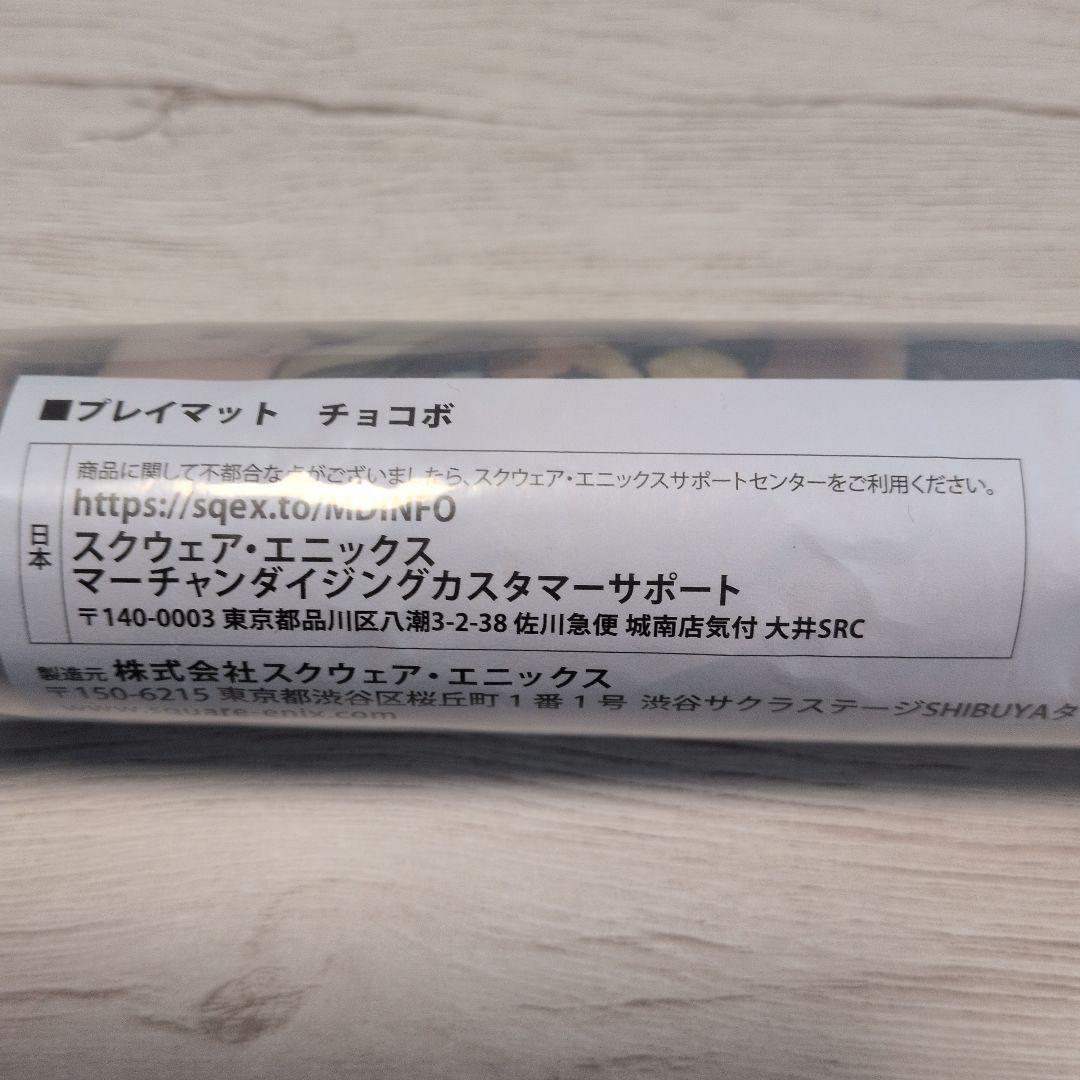 ■プレイマット チョコボ
日本
商品に関して不都合な点がございましたら、スクウェア・エニックスサポートセンターをご利用ください。
https://sqex.to/MDINFO
スクウェア・エニックス
マーチャンダイジングカスタマーサポート
〒140-0003 東京都品川区八潮3-2-38 佐川急便 城南店気付 大井SRC
製造元 株式会社スクウェア・エニックス
〒150-6215 東京都渋谷区桜丘町1番1号 渋谷サクラステージSHIBUYAタ
www.square-enix.com